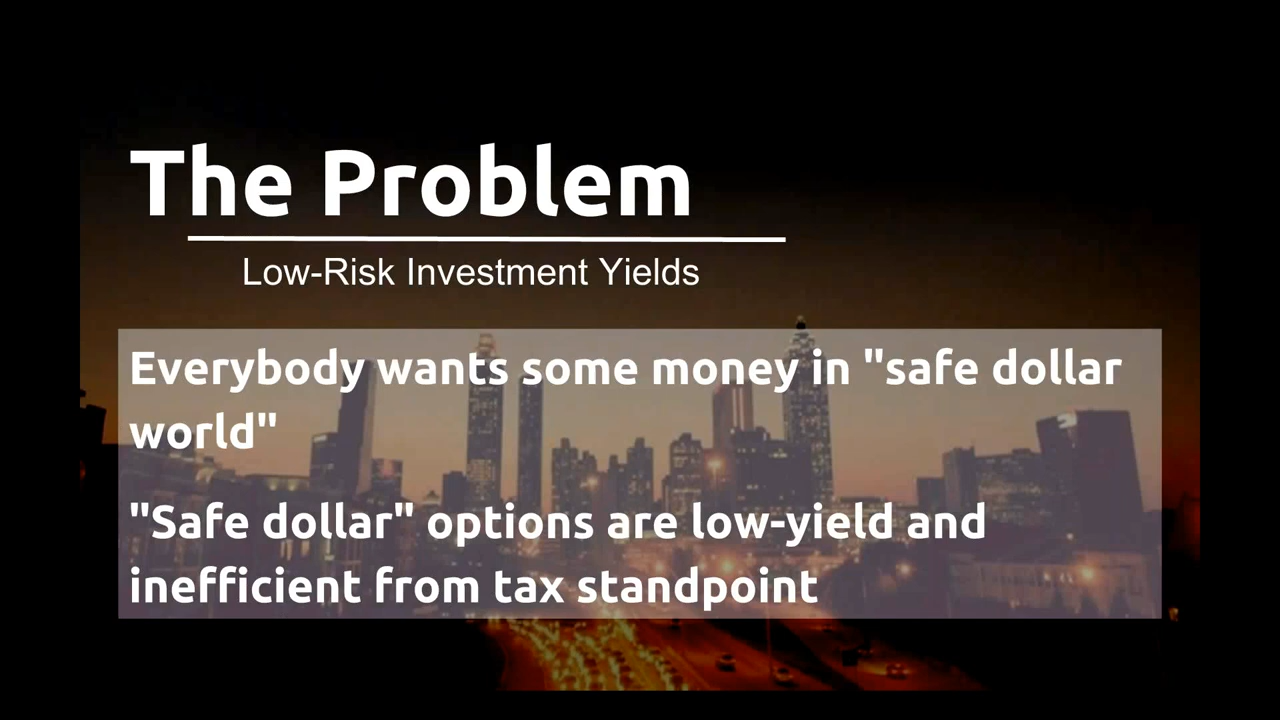 The Problem
Low-Risk Investment Yields
Everybody wants some money in "safe dollar
world"
"Safe dollar" options are low-yield and
inefficient from tax standpoint